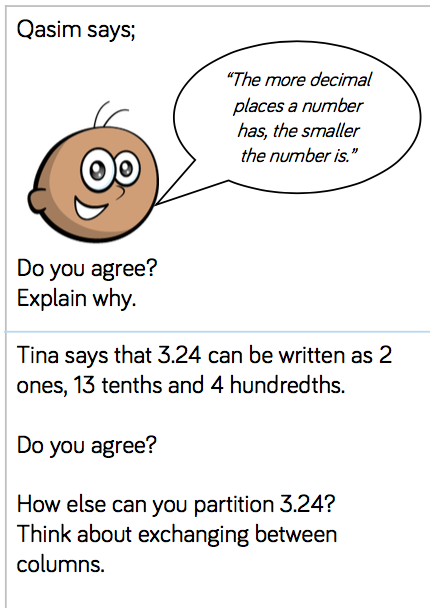 Qasim says;
“The more decimal
places a number
has, the smaller
the number is.”
Do you agree?
Explain why.
Tina says that 3.24 can be written as 2
ones, 13 tenths and 4 hundredths.
Do you agree?
How else can you partition 3.24?
Think about exchanging between
columns.